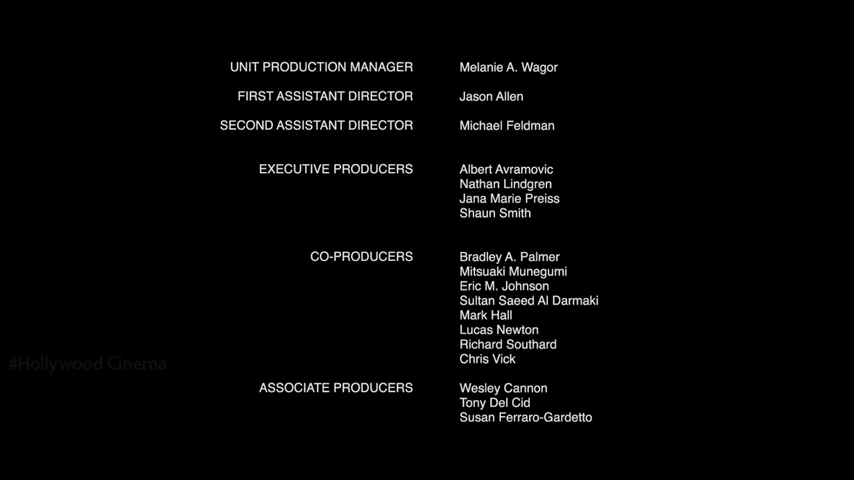 UNIT PRODUCTION MANAGER Melanie A. Wagor
FIRST ASSISTANT DIRECTOR Jason Allen
SECOND ASSISTANT DIRECTOR Michael Feldman
EXECUTIVE PRODUCERS Albert Avramovic
Nathan Lindgren
Jana Marie Preiss
Shaun Smith
CO-PRODUCERS Bradley A. Palmer
Mitsuaki Munegumi
Eric M. Johnson
Sultan Saeed Al Darmaki
Mark Hall
Lucas Newton
Richard Southard
Chris Vick
#Hollywood Cinema
ASSOCIATE PRODUCERS Wesley Cannon
Tony Del Cid
Susan Ferraro-Gardetto